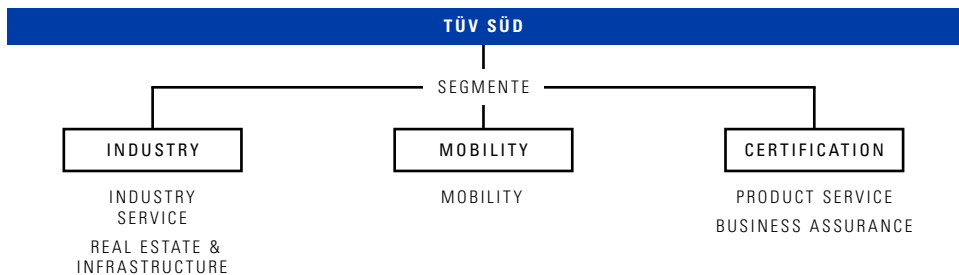 TÜV SÜD
SEGMENTE
INDUSTRY
MOBILITY
CERTIFICATION
INDUSTRY
SERVICE
REAL ESTATE &
INFRASTRUCTURE
MOBILITY
PRODUCT SERVICE
BUSINESS ASSURANCE